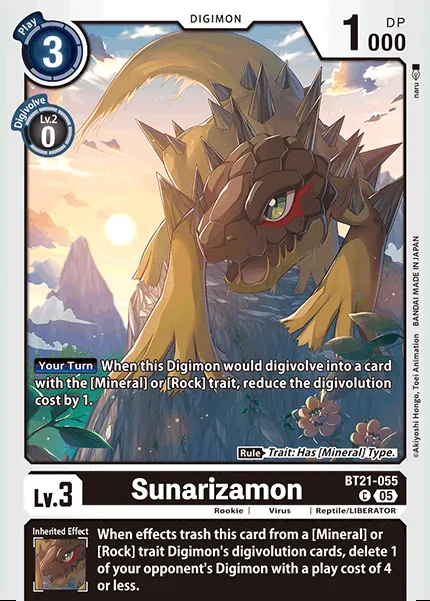 DIGIMON
Play
3
1000
DP
Digivolve
Lv.2
0
naru
©Akiyoshi Hongo, Toei Animation BANDAI MADE IN JAPAN
Your Turn When this Digimon would digivolve into a card
with the [Mineral] or [Rock] trait, reduce the digivolution
cost by 1.
Rule Trait: Has [Mineral] Type.
Lv.3
Sunarizamon
BT21-055
C 05
Rookie | Virus | Reptile/LIBERATOR
Inherited Effect
When effects trash this card from a [Mineral] or
[Rock] trait Digimon's digivolution cards, delete 1
of your opponent's Digimon with a play cost of 4
or less.